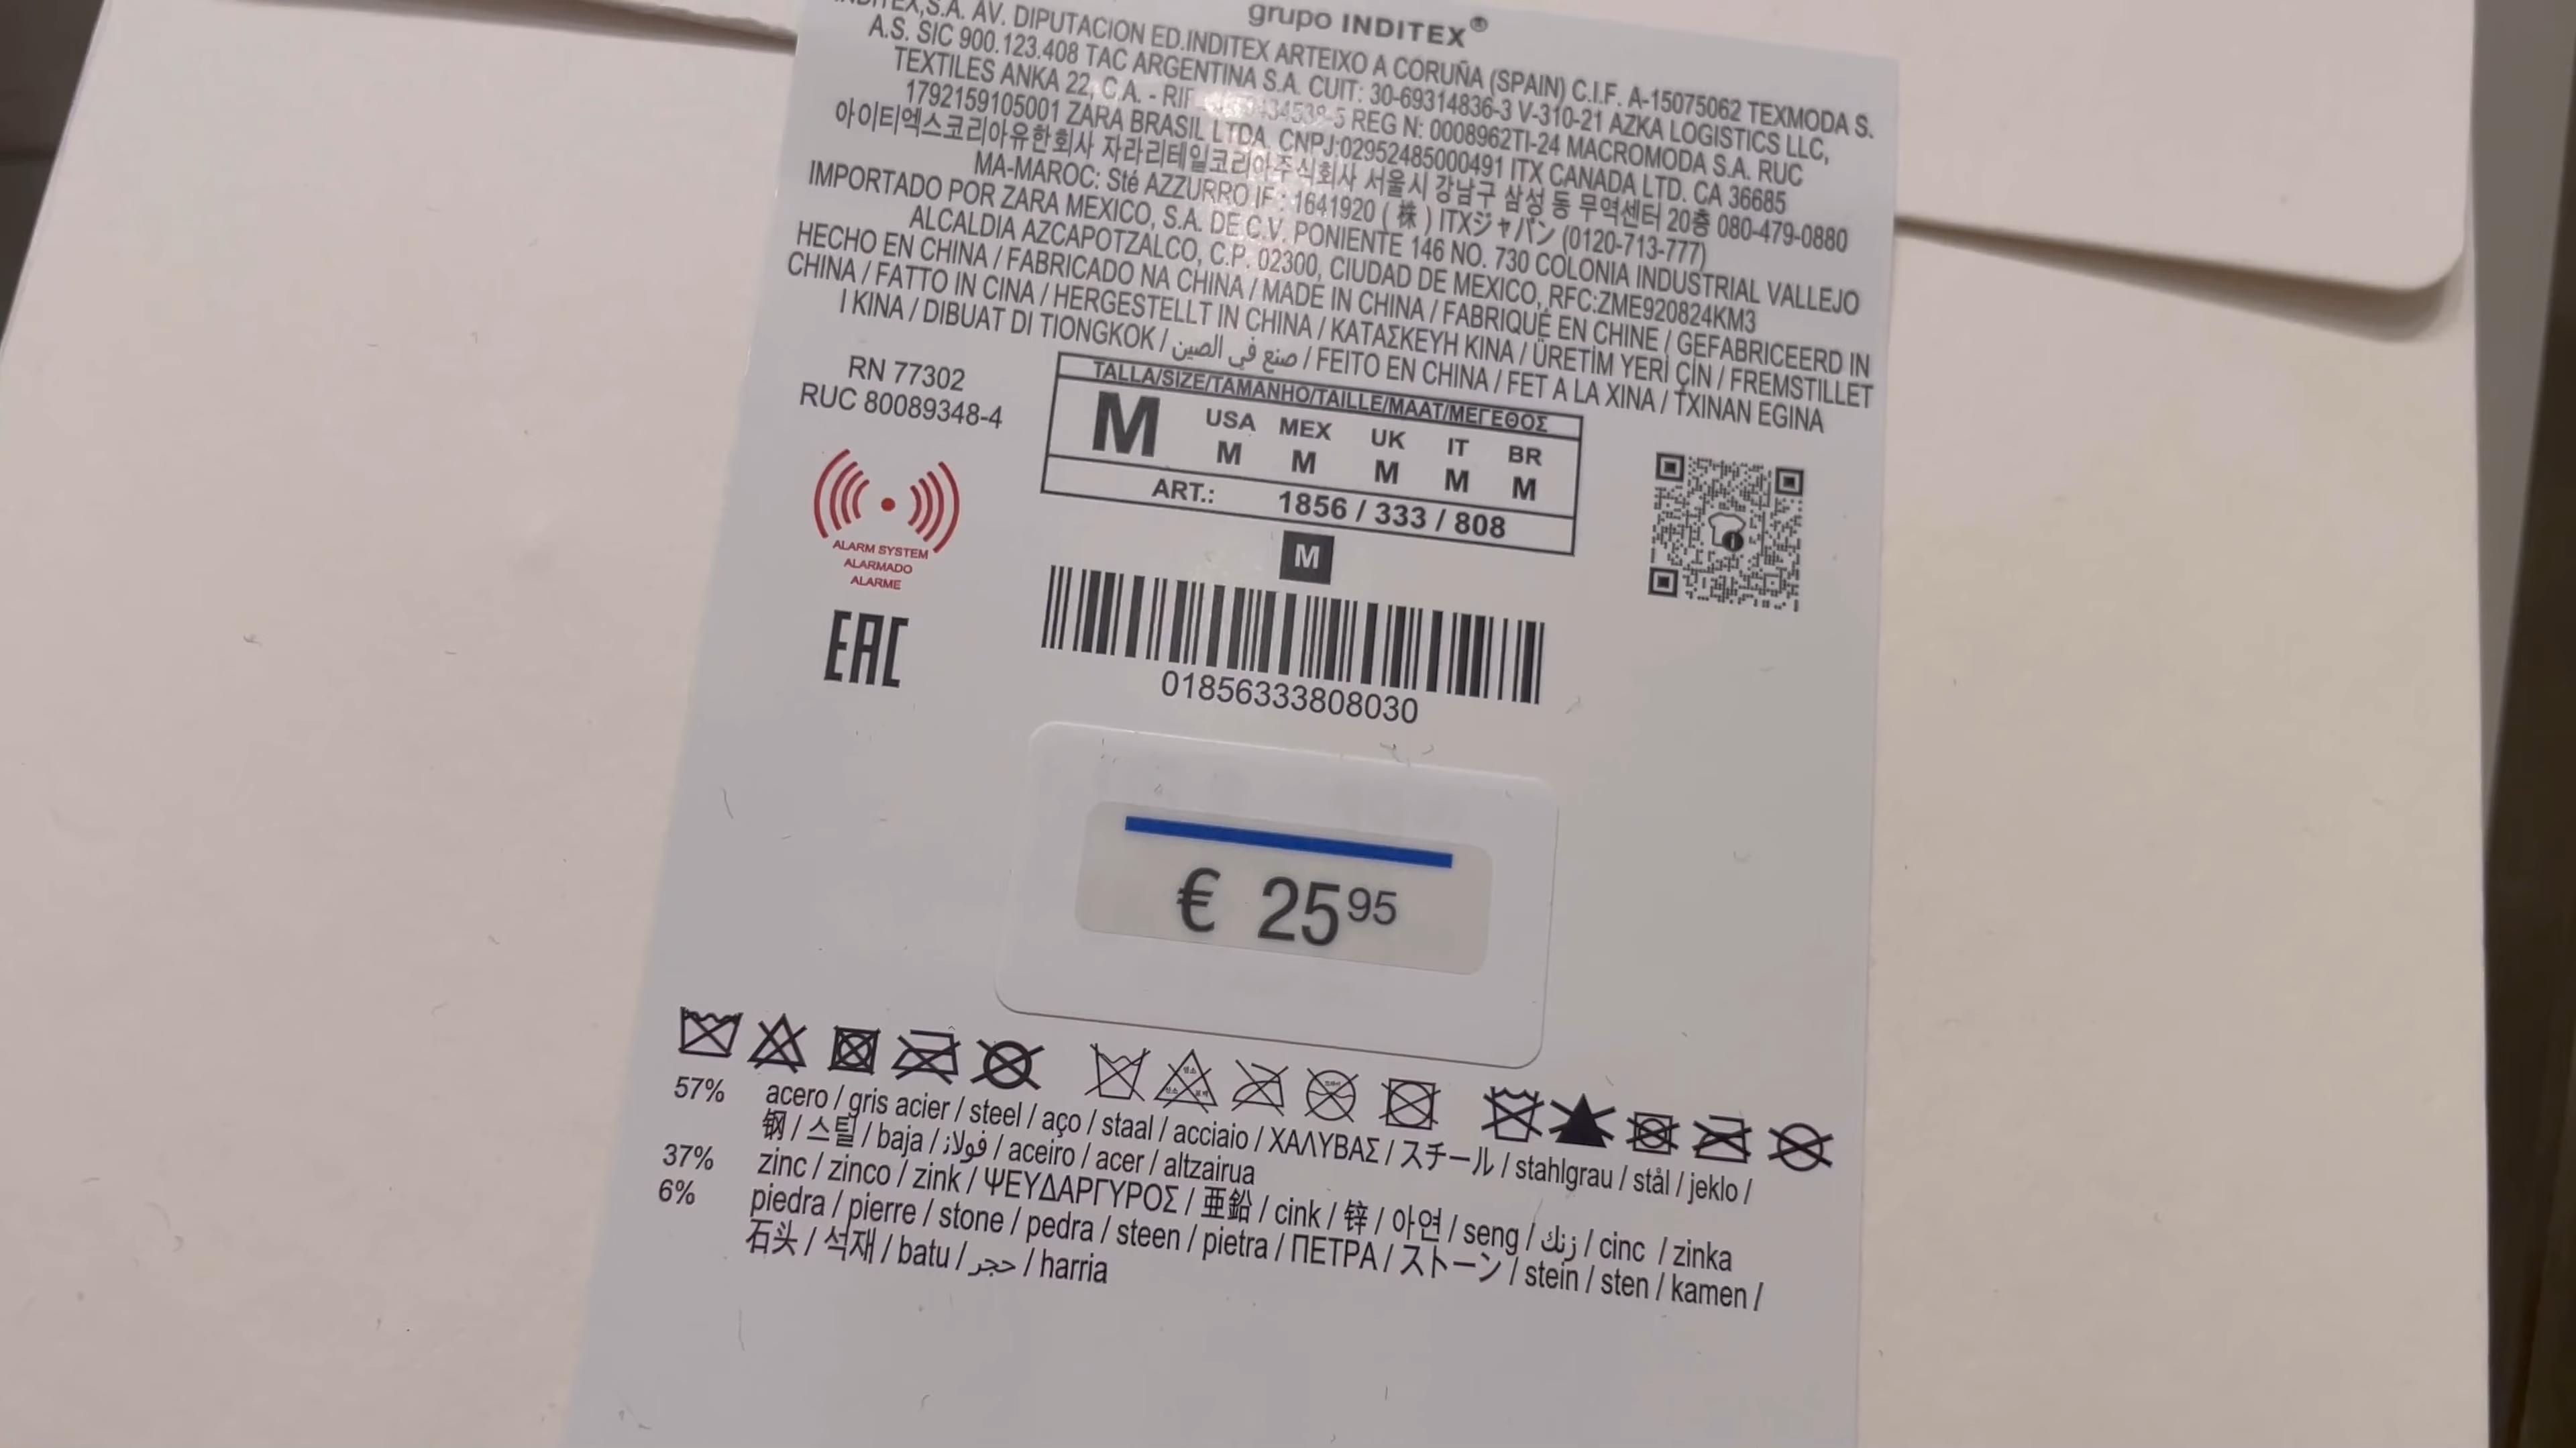 grupo INDITEX®
S.A. AV. DIPUTACION ED.INDITEX ARTEIXO A CORUÑA (SPAIN) C.I.F. A-15075062 TEXMODA S.
A.S. SIC 900.123.408 TAC ARGENTINA S.A. CUIT: 30-69314836-3 V-310-21 AZKA LOGISTICS LLC,
TEXTILES ANKA 22, C.A. - RIF REG N: 0008962TI-24 MACROMODA S.A. RUC
1792159105001 ZARA BRASIL LTDA. CNPJ:02952485000491 ITX CANADA LTD. CA 36685
아이티엑스코리아유한회사 자라리테일코리아주식회사 서울시 강남구 삼성 동 무역센터 20층 080-479-0880
MA-MAROC: Sté AZZURRO IF : 1641920 ( 株 ) ITXジャパン (0120-713-777)
IMPORTADO POR ZARA MEXICO, S.A. DE C.V. PONIENTE 146 NO. 730 COLONIA INDUSTRIAL VALLEJO
ALCALDIA AZCAPOTZALCO, C.P. 02300, CIUDAD DE MEXICO, RFC:ZME920824KM3
HECHO EN CHINA / FABRICADO NA CHINA / MADE IN CHINA / FABRIQUÉ EN CHINE / GEFABRICEERD IN
CHINA / FATTO IN CINA / HERGESTELLT IN CHINA / ΚΑΤΑΣΚΕΥΗ ΚΙΝΑ / ÜRETİM YERİ ÇİN / FREMSTILLET
I KINA / DIBUAT DI TIONGKOK / صنع في الصين / FEITO EN CHINA / FET A LA XINA / TXINAN EGINA
RN 77302
RUC 80089348-4
TALLA/SIZE/TAMANHO/TAILLE/MAAT/ΜΕΓΕΘΟΣ
M USA MEX UK IT BR
M M M M M
ART.: 1856 / 333 / 808
M
ALARM SYSTEM
ALARMADO
ALARME
EAC
01856333808030
€ 25 95
57% acero / gris acier / steel / aço / staal / acciaio / ΧΑΛΥΒΑΣ / スチール / stahlgrau / stål / jeklo /
钢 / 스틸 / baja / فولاذ / aceiro / acer / altzairua
37% zinc / zinco / zink / ΨΕΥΔΑΡΓΥΡΟΣ / 亜鉛 / cink / 锌 / 아연 / seng / زنك / cinc / zinka
6% piedra / pierre / stone / pedra / steen / pietra / ΠΕΤΡΑ / ストーン / stein / sten / kamen /
石头 / 석재 / batu / حجر / harria